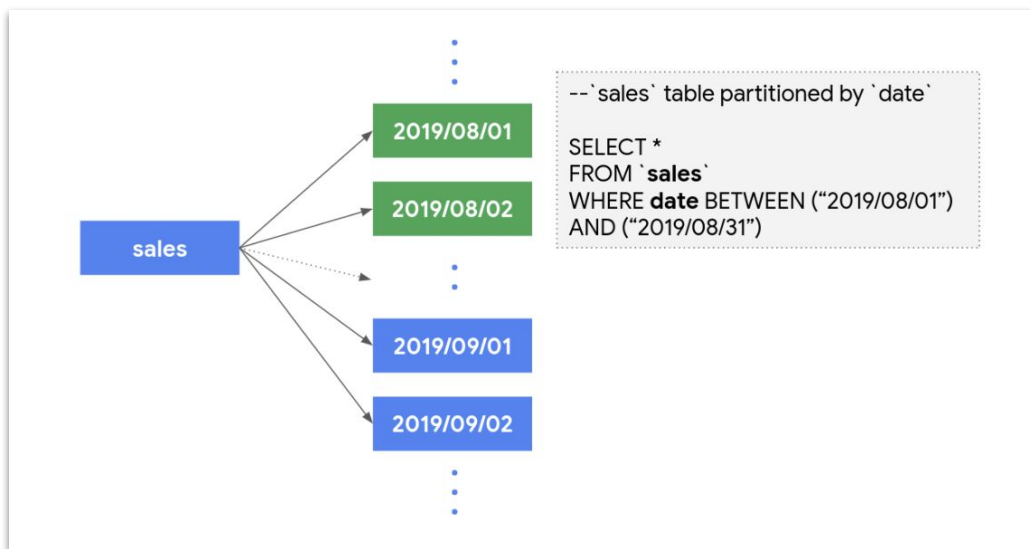 --`sales` table partitioned by `date`
SELECT *
FROM `sales`
WHERE date BETWEEN (“2019/08/01”)
AND (“2019/08/31”)
sales
2019/08/01
2019/08/02
2019/09/01
2019/09/02